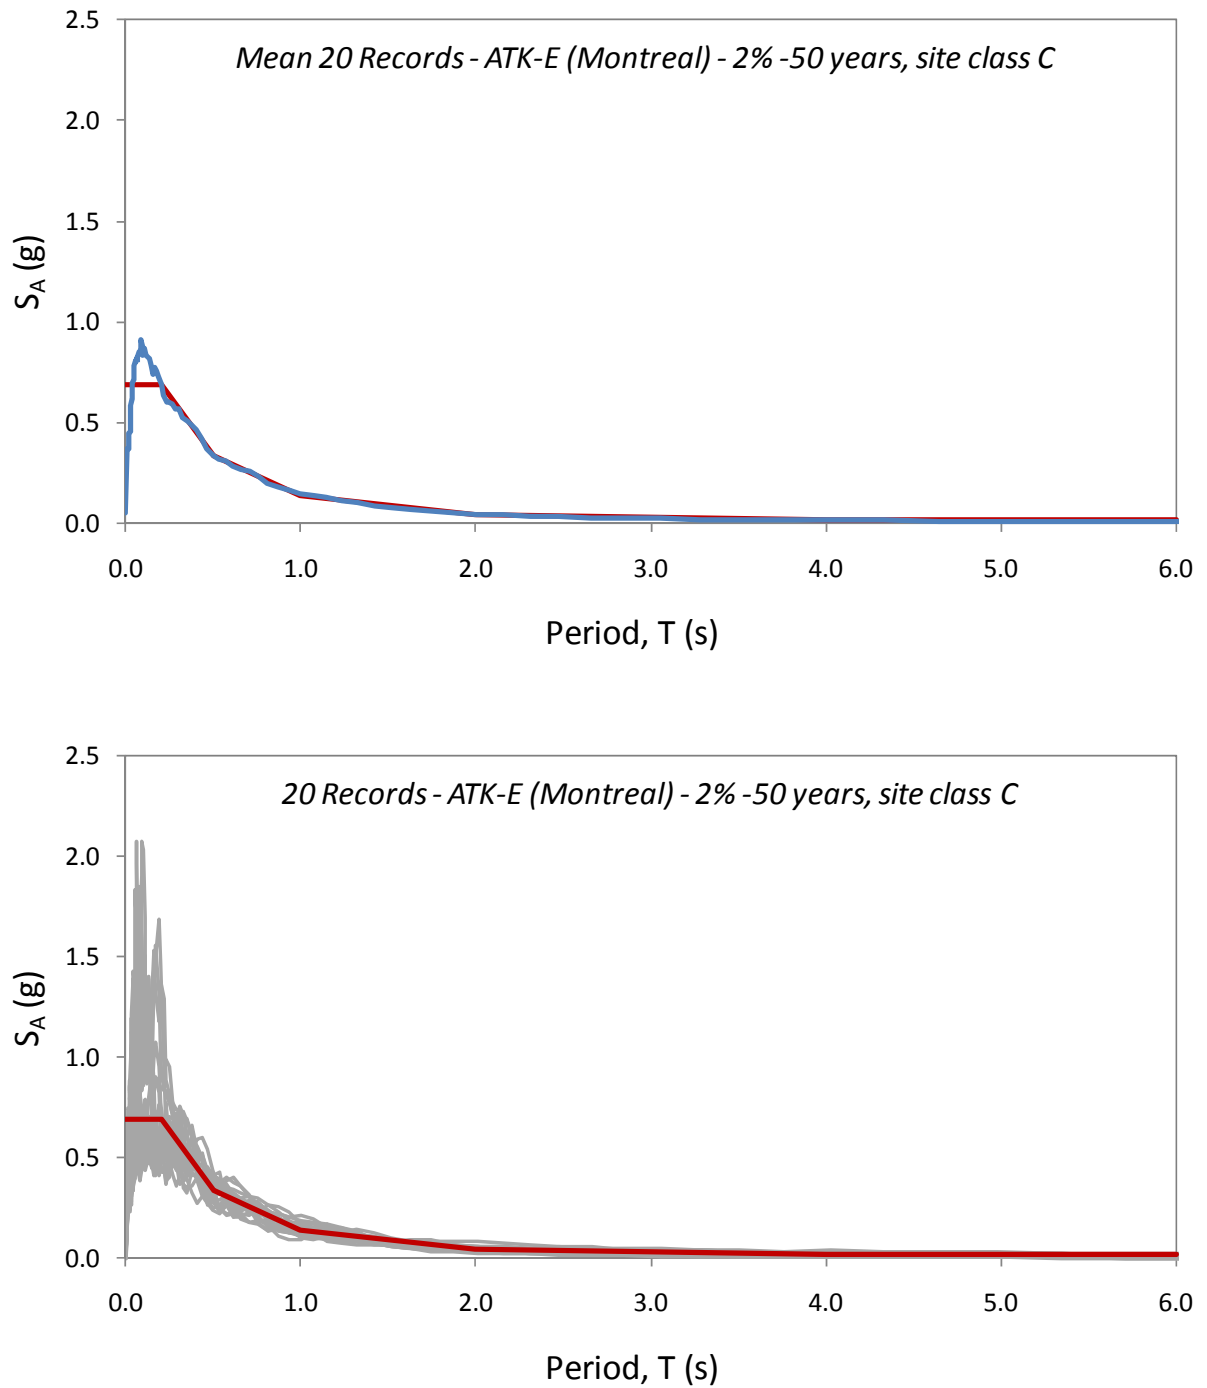 2.5
Mean 20 Records - ATK-E (Montreal) - 2% -50 years, site class C
2.0
1.5
S_A (g)
1.0
0.5
0.0
0.0 1.0 2.0 3.0 4.0 5.0 6.0
Period, T (s)
2.5
20 Records - ATK-E (Montreal) - 2% -50 years, site class C
2.0
1.5
S_A (g)
1.0
0.5
0.0
0.0 1.0 2.0 3.0 4.0 5.0 6.0
Period, T (s)